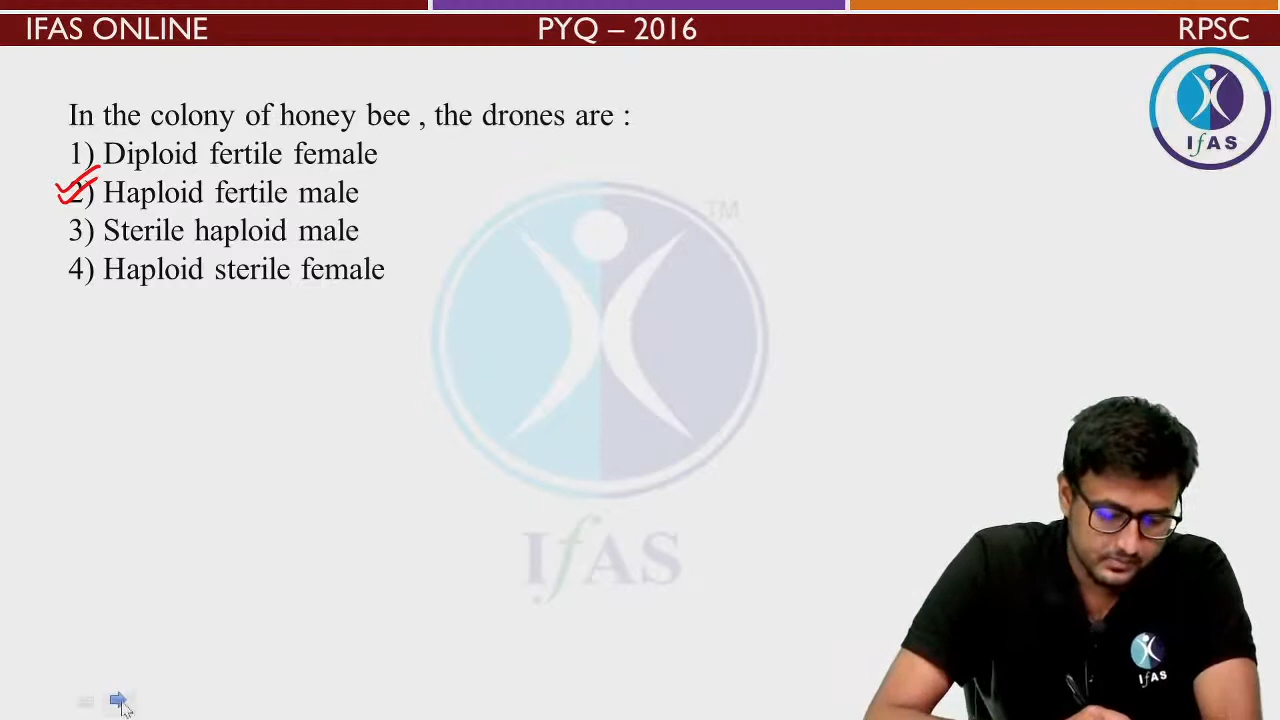 IFAS ONLINE PYQ – 2016 RPSC
IfAS
In the colony of honey bee , the drones are :
1) Diploid fertile female
2) Haploid fertile male
3) Sterile haploid male
4) Haploid sterile female
TM
IfAS
IfAS